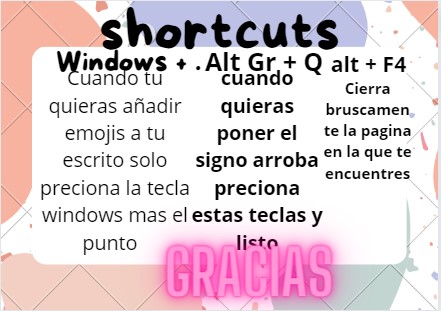 shortcuts
Windows + .
Cuando tu
quieras añadir
emojis a tu
escrito solo
preciona la tecla
windows mas el
punto
Alt Gr + Q
cuando
quieras
poner el
signo arroba
preciona
estas teclas y
listo
alt + F4
Cierra
bruscamen
te la pagina
en la que te
encuentres
GRACIAS